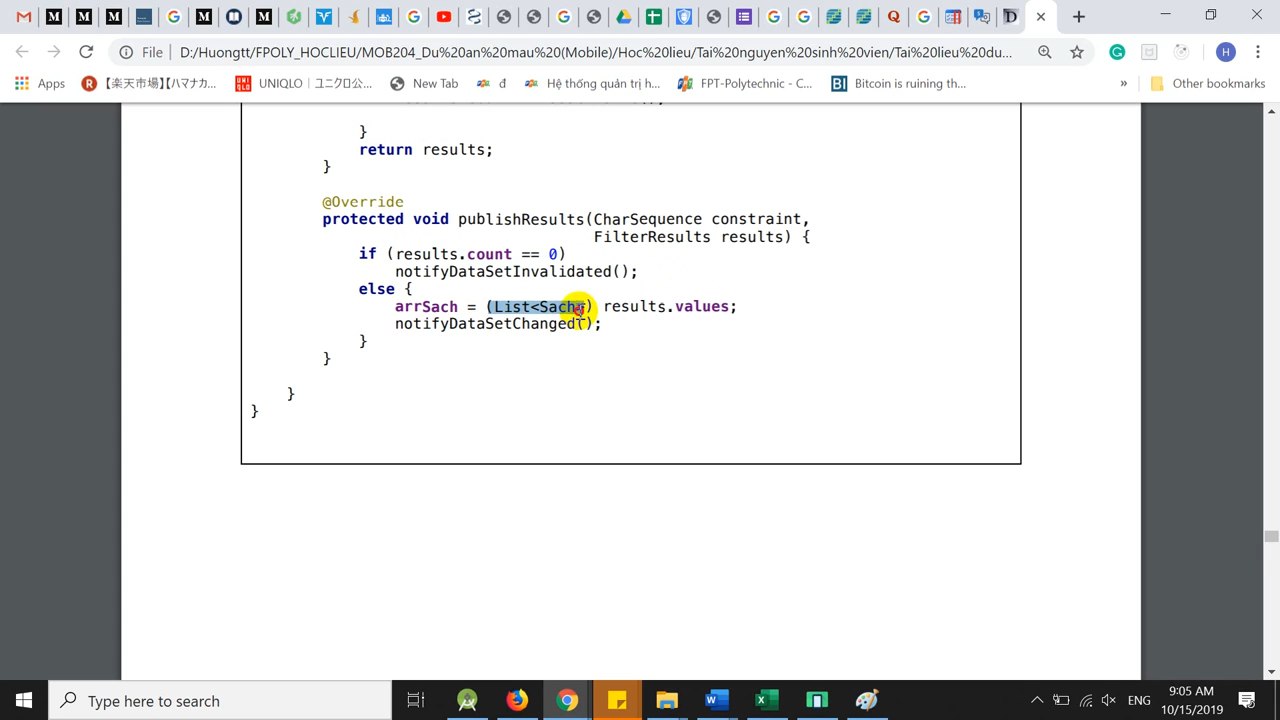 File
D:/Huongtt/FPOLY_HOCLIEU/MOB204_Du%20an%20mau%20(Mobile)/Hoc%20lieu/Tai%20nguyen%20sinh%20vien/Tai%20lieu%20du...
H
Apps
【楽天市場】【ハマナカ...
UNIQLO | ユニクロ公...
New Tab
đ
Hệ thống quản trị h...
FPT-Polytechnic - C...
Bitcoin is ruining th...
»
Other bookmarks
}
return results;
}
@Override
protected void publishResults(CharSequence constraint,
FilterResults results) {
if (results.count == 0)
notifyDataSetInvalidated();
else {
arrSach = (List<Sach>) results.values;
notifyDataSetChanged();
}
}
}
}
Type here to search
ENG
9:05 AM
10/15/2019